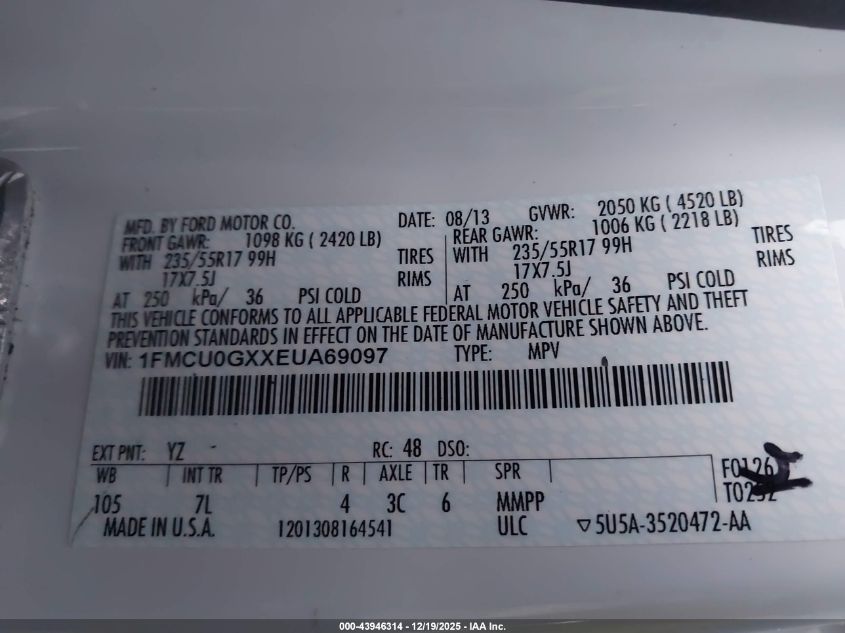 MFD. BY FORD MOTOR CO. DATE: 08/13 GVWR: 2050 KG ( 4520 LB)
FRONT GAWR: 1098 KG ( 2420 LB) REAR GAWR: 1006 KG ( 2218 LB)
WITH 235/55R17 99H TIRES WITH 235/55R17 99H TIRES
17X7.5J RIMS 17X7.5J RIMS
AT 250 kPa/ 36 PSI COLD AT 250 kPa/ 36 PSI COLD
THIS VEHICLE CONFORMS TO ALL APPLICABLE FEDERAL MOTOR VEHICLE SAFETY AND THEFT
PREVENTION STANDARDS IN EFFECT ON THE DATE OF MANUFACTURE SHOWN ABOVE.
VIN: 1FMCU0GXXEUA69097 TYPE: MPV
EXT PNT: YZ RC: 48 DSO:
WB INT TR TP/PS R AXLE TR SPR F0126
105 7L 4 3C 6 MMPP
MADE IN U.S.A. 1201308164541 ULC 5U5A-3520472-AA
000-43946314 - 12/19/2025 - IAA Inc.